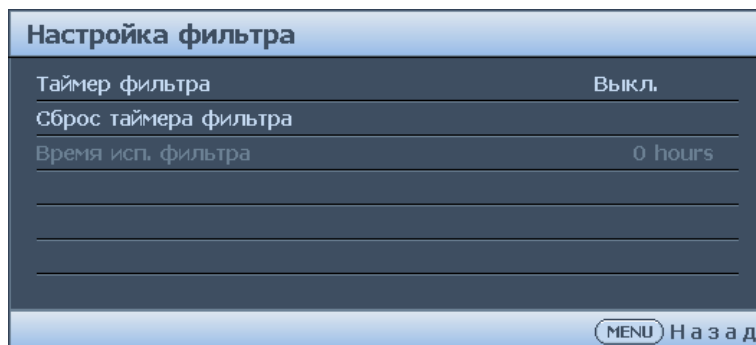 Настройка фильтра
Таймер фильтра Выкл.
Сброс таймера фильтра
Время исп. фильтра 0 hours
MENU Назад